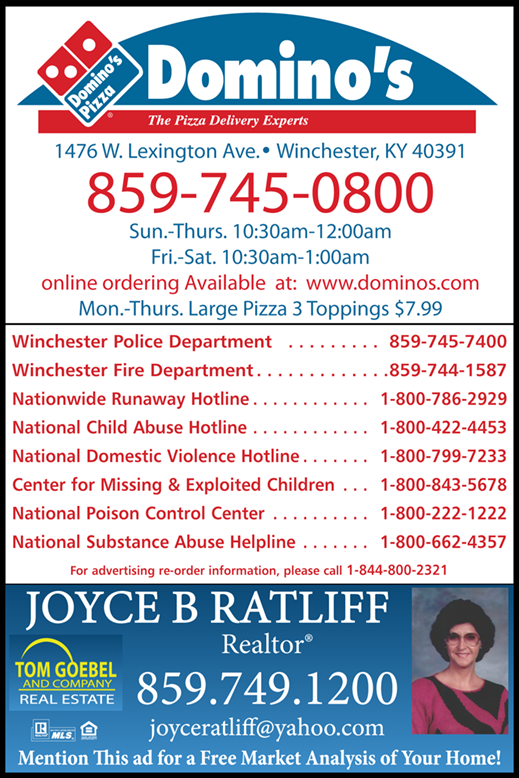 Domino's
Pizza
®
Domino's
The Pizza Delivery Experts
1476 W. Lexington Ave.• Winchester, KY 40391
859-745-0800
Sun.-Thurs. 10:30am-12:00am
Fri.-Sat. 10:30am-1:00am
online ordering Available at: www.dominos.com
Mon.-Thurs. Large Pizza 3 Toppings $7.99
Winchester Police Department . . . . . . . . . 859-745-7400
Winchester Fire Department . . . . . . . . . . . . . 859-744-1587
Nationwide Runaway Hotline . . . . . . . . . . . . 1-800-786-2929
National Child Abuse Hotline . . . . . . . . . . . . 1-800-422-4453
National Domestic Violence Hotline . . . . . . . 1-800-799-7233
Center for Missing & Exploited Children . . . 1-800-843-5678
National Poison Control Center . . . . . . . . . . 1-800-222-1222
National Substance Abuse Helpline . . . . . . . 1-800-662-4357
For advertising re-order information, please call 1-844-800-2321
JOYCE B RATLIFF
Realtor®
TOM GOEBEL
AND COMPANY
REAL ESTATE
859.749.1200
MLS
joyceratliff@yahoo.com
Mention This ad for a Free Market Analysis of Your Home!